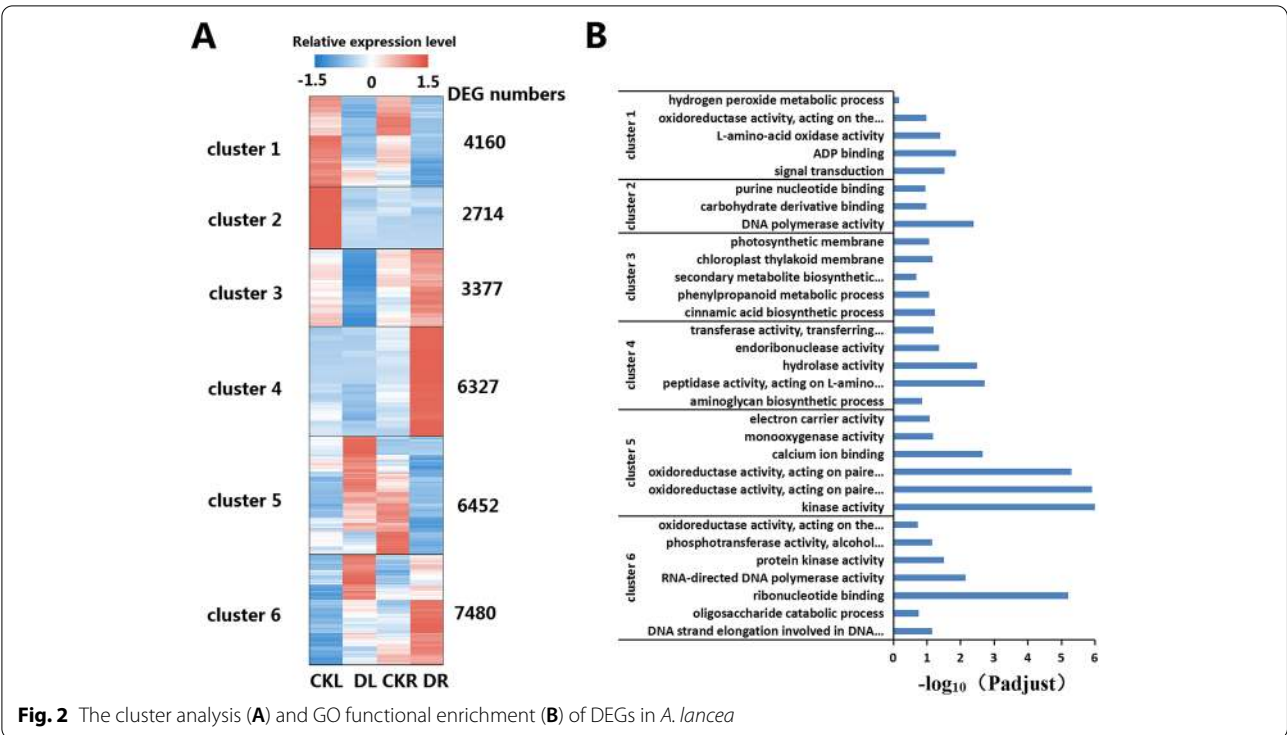 A
Relative expression level
-1.5 0 1.5
DEG numbers
cluster 1 4160
cluster 2 2714
cluster 3 3377
cluster 4 6327
cluster 5 6452
cluster 6 7480
CKL DL CKR DR
B
cluster 1
hydrogen peroxide metabolic process
oxidoreductase activity, acting on the...
L-amino-acid oxidase activity
ADP binding
signal transduction
cluster 2
purine nucleotide binding
carbohydrate derivative binding
DNA polymerase activity
cluster 3
photosynthetic membrane
chloroplast thylakoid membrane
secondary metabolite biosynthetic...
phenylpropanoid metabolic process
cinnamic acid biosynthetic process
cluster 4
transferase activity, transferring...
endoribonuclease activity
hydrolase activity
peptidase activity, acting on L-amino...
aminoglycan biosynthetic process
cluster 5
electron carrier activity
monooxygenase activity
calcium ion binding
oxidoreductase activity, acting on paire...
oxidoreductase activity, acting on paire...
kinase activity
cluster 6
oxidoreductase activity, acting on the...
phosphotransferase activity, alcohol...
protein kinase activity
RNA-directed DNA polymerase activity
ribonucleotide binding
oligosaccharide catabolic process
DNA strand elongation involved in DNA...
0 1 2 3 4 5 6
-log₁₀（Padjust）
Fig. 2 The cluster analysis (A) and GO functional enrichment (B) of DEGs in A. lancea